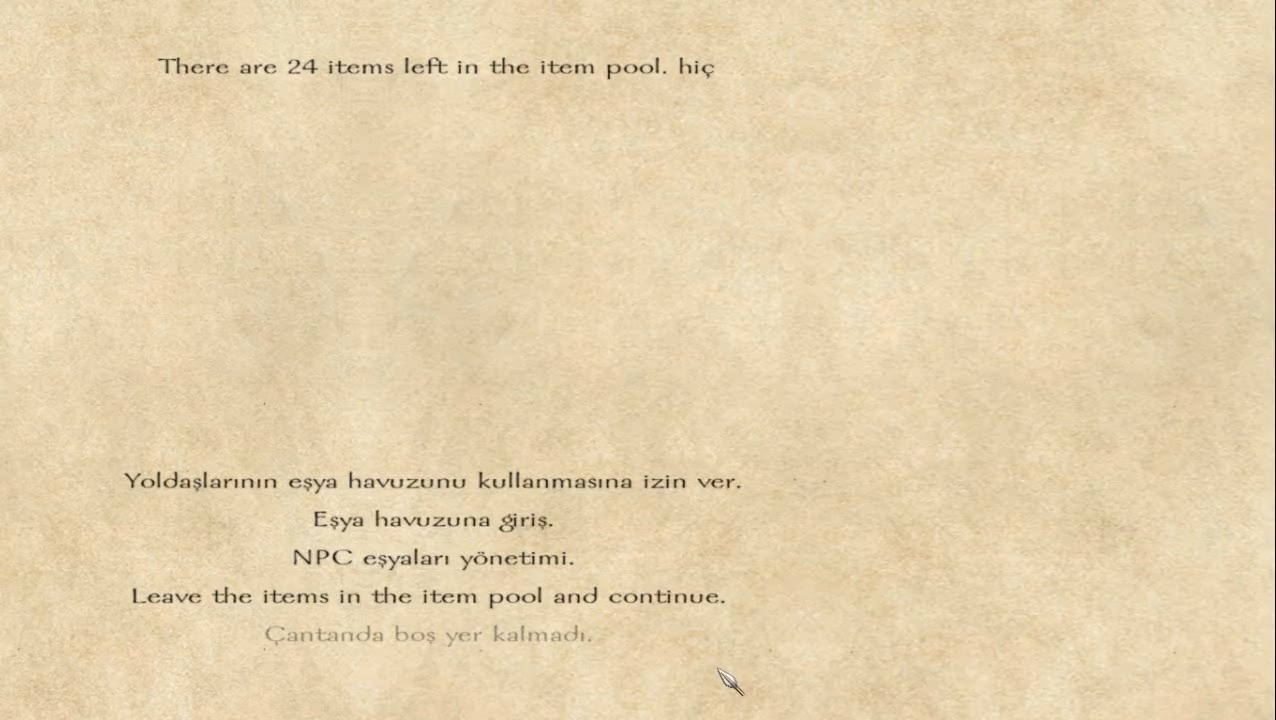 There are 24 items left in the item pool. hiç
Yoldaşlarının eşya havuzunu kullanmasına izin ver.
Eşya havuzuna giriş.
NPC eşyaları yönetimi.
Leave the items in the item pool and continue.
Çantanda boş yer kalmadı.